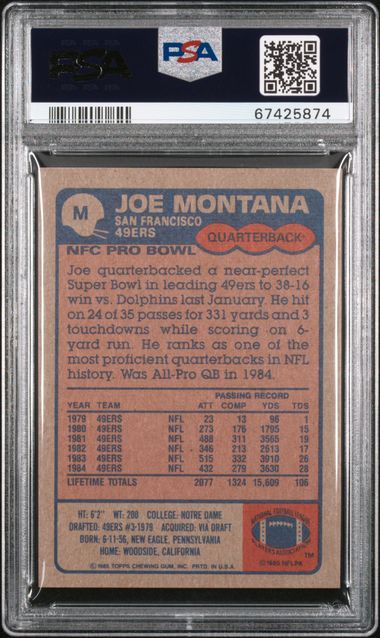 PSA
PSA
67425874
M
JOE MONTANA
SAN FRANCISCO
49ERS
QUARTERBACK
NFC PRO BOWL
Joe quarterbacked a near-perfect
Super Bowl in leading 49ers to 38-16
win vs. Dolphins last January. He hit
on 24 of 35 passes for 331 yards and 3
touchdowns while scoring on 6-
yard run. He ranks as one of the
most proficient quarterbacks in NFL
history. Was All-Pro QB in 1984.
PASSING RECORD
YEAR TEAM ATT COMP YDS TDS
1979 49ERS NFL 23 13 96 1
1980 49ERS NFL 273 176 1795 15
1981 49ERS NFL 488 311 3565 19
1982 49ERS NFL 346 213 2613 17
1983 49ERS NFL 515 332 3910 26
1984 49ERS NFL 432 279 3630 28
LIFETIME TOTALS 2077 1324 15,609 106
HT: 6'2" WT: 200 COLLEGE: NOTRE DAME
DRAFTED: 49ERS #3-1979 ACQUIRED: VIA DRAFT
BORN: 6-11-56, NEW EAGLE, PENNSYLVANIA
HOME: WOODSIDE, CALIFORNIA
© 1985 TOPPS CHEWING GUM, INC. PRTD. IN U.S.A.
NATIONAL FOOTBALL LEAGUE
PLAYERS ASSOCIATION
TM
© 1985 NFLPA